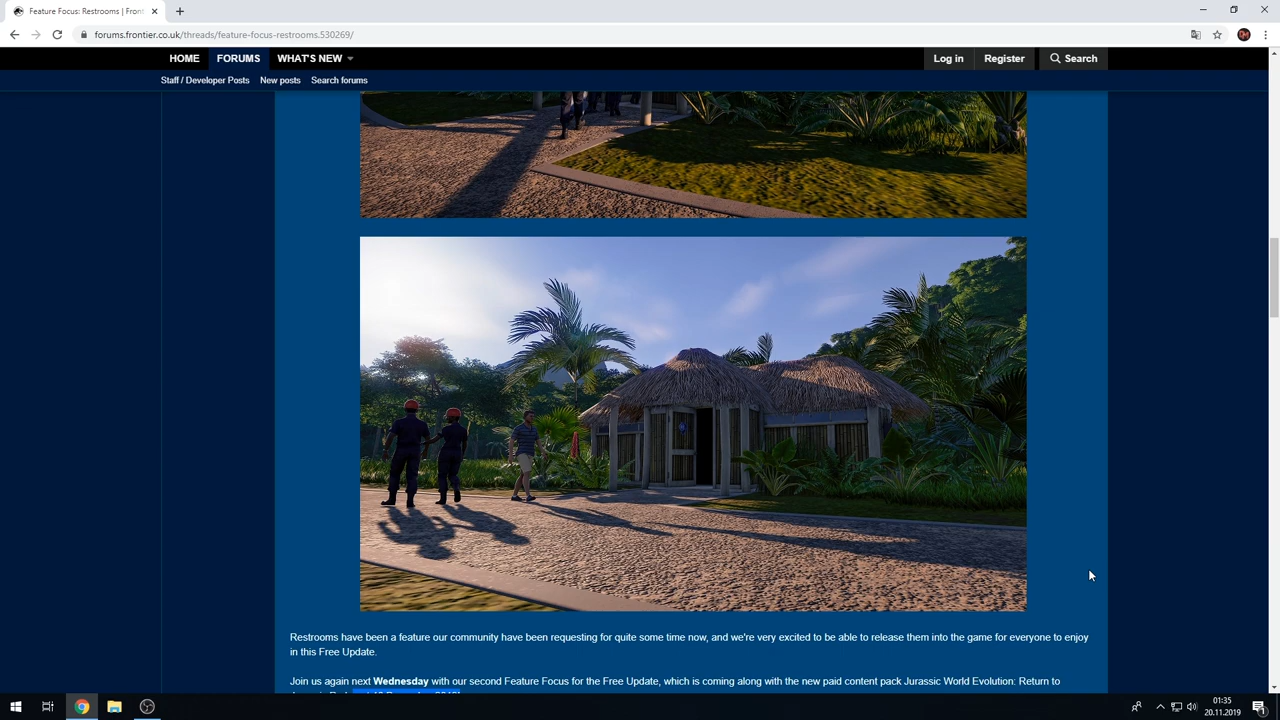 Feature Focus: Restrooms | Front
forums.frontier.co.uk/threads/feature-focus-restrooms.530269/
HOME FORUMS WHAT'S NEW Log in Register Search
Staff / Developer Posts New posts Search forums
Restrooms have been a feature our community have been requesting for quite some time now, and we're very excited to be able to release them into the game for everyone to enjoy
in this Free Update.
Join us again next Wednesday with our second Feature Focus for the Free Update, which is coming along with the new paid content pack Jurassic World Evolution: Return to
01:35
20.11.2019
1